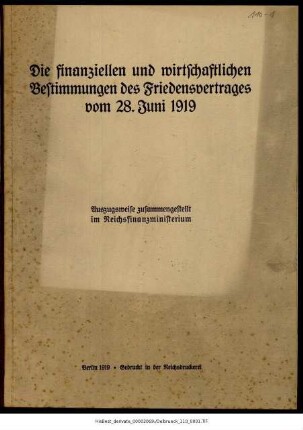 Die finanziellen und wirtschaftlichen
Bestimmungen des Friedensvertrages
vom 28. Juni 1919
Auszugsweise zusammengestellt
im Reichsfinanzministerium
Berlin 1919 • Gedruckt in der Reichsdruckerei